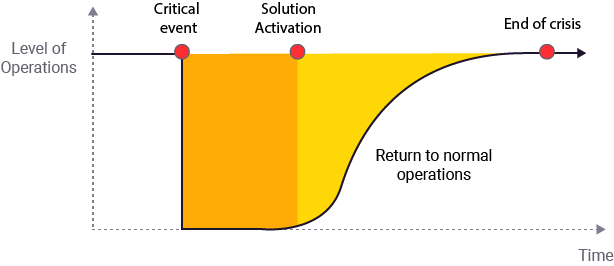 Critical
event
Solution
Activation
End of crisis
Level of
Operations
Return to normal
operations
Time